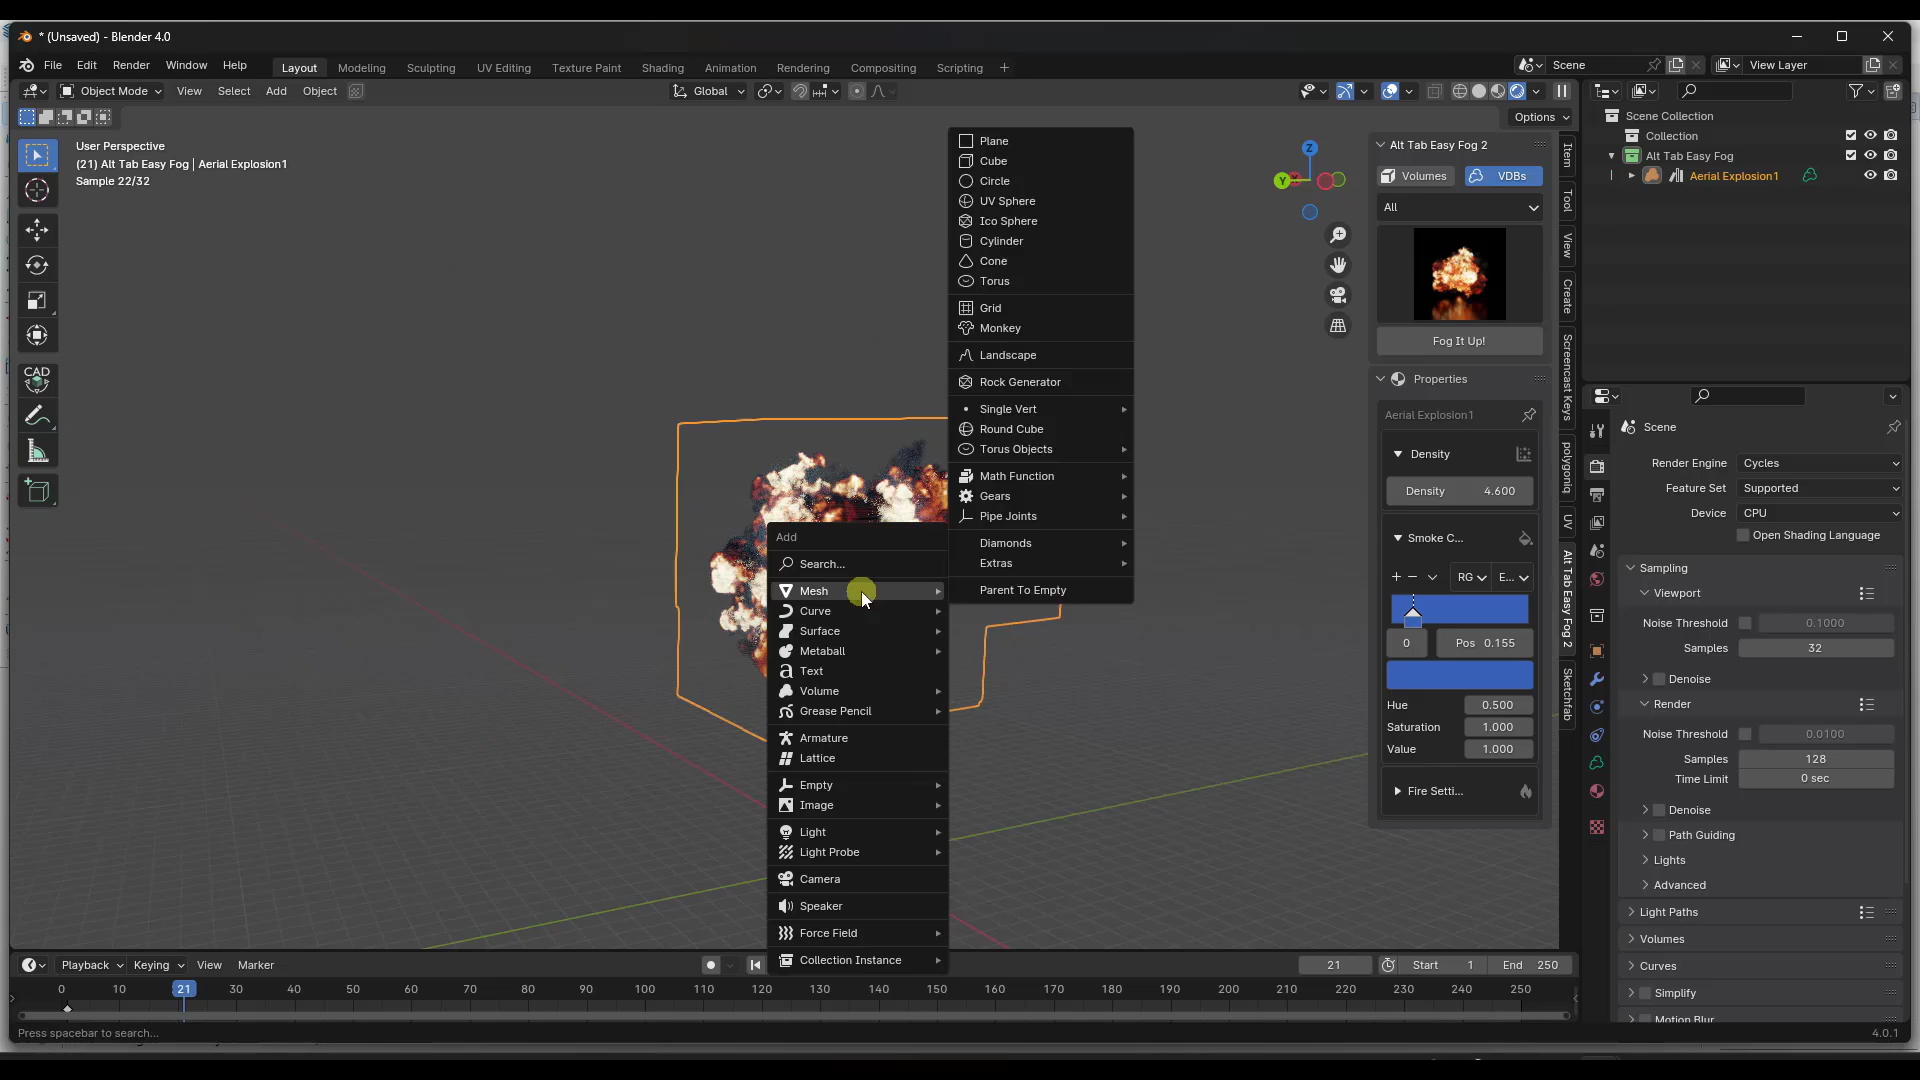 * (Unsaved) - Blender 4.0
File Edit Render Window Help
Layout Modeling Sculpting UV Editing Texture Paint Shading Animation Rendering Compositing Scripting +
Scene
View Layer
Object Mode View Select Add Object
Global
Options
User Perspective
(21) Alt Tab Easy Fog | Aerial Explosion1
Sample 22/32
CAD
Plane
Cube
Circle
UV Sphere
Ico Sphere
Cylinder
Cone
Torus
Grid
Monkey
Landscape
Rock Generator
Single Vert
Round Cube
Torus Objects
Math Function
Gears
Pipe Joints
Diamonds
Extras
Parent To Empty
Add
Search...
Mesh
Curve
Surface
Metaball
Text
Volume
Grease Pencil
Armature
Lattice
Empty
Image
Light
Light Probe
Camera
Speaker
Force Field
Collection Instance
Z
Y
Alt Tab Easy Fog 2
Volumes VDBs
All
Fog It Up!
Properties
Aerial Explosion1
Density
Density 4.600
Smoke C...
RG E...
0 Pos 0.155
Hue 0.500
Saturation 1.000
Value 1.000
Fire Setti...
Item
Tool
View
Create
Screencast Keys
polygoniq
UV
Alt Tab Easy Fog 2
Sketchfab
Scene Collection
Collection
Alt Tab Easy Fog
Aerial Explosion1
Scene
Render Engine Cycles
Feature Set Supported
Device CPU
Open Shading Language
Sampling
Viewport
Noise Threshold 0.1000
Samples 32
Denoise
Render
Noise Threshold 0.0100
Samples 128
Time Limit 0 sec
Denoise
Path Guiding
Lights
Advanced
Light Paths
Volumes
Curves
Simplify
Motion Blur
Playback Keying View Marker
21 Start 1 End 250
0 10 21 30 40 50 60 70 80 90 100 110 120 130 140 150 160 170 180 190 200 210 220 230 240 250
Press spacebar to search...
4.0.1